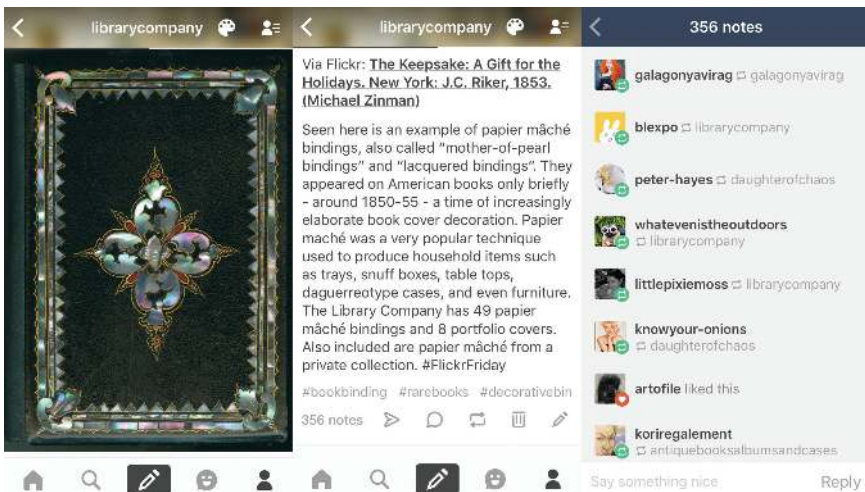 librarycompany
librarycompany
Via Flickr: The Keepsake: A Gift for the
Holidays. New York: J.C. Riker, 1853.
(Michael Zinman)
Seen here is an example of papier mâché
bindings, also called “mother-of-pearl
bindings” and “lacquered bindings”. They
appeared on American books only briefly
- around 1850-55 - a time of increasingly
elaborate book cover decoration. Papier
maché was a very popular technique
used to produce household items such
as trays, snuff boxes, table tops,
daguerreotype cases, and even furniture.
The Library Company has 49 papier
mâché bindings and 8 portfolio covers.
Also included are papier mâché from a
private collection. #FlickrFriday
#bookbinding #rarebooks #decorativebin
356 notes
356 notes
galagonyavirag galagonyavirag
blexpo librarycompany
peter-hayes daughterofchaos
whatevenistheoutdoors
librarycompany
littlepixiemoss librarycompany
knowyour-onions
daughterofchaos
artofile liked this
koriregalement
antiquebooksalbumsandcases
Say something nice Reply